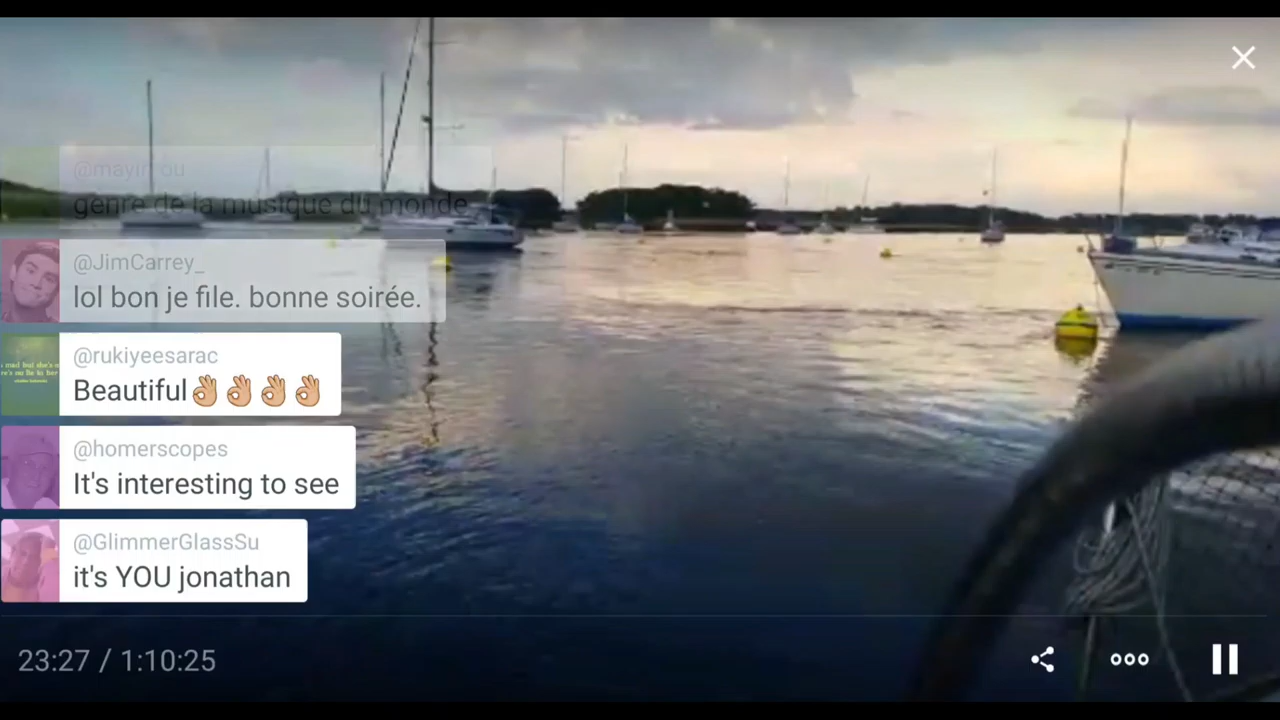 genre de la musique du monde
@JimCarrey_
lol bon je file. bonne soirée.
@rukiyeesarac
Beautiful👌🏼👌🏼👌🏼👌🏼
@homerscopes
It's interesting to see
@GlimmerGlassSu
it's YOU jonathan
23:27 / 1:10:25